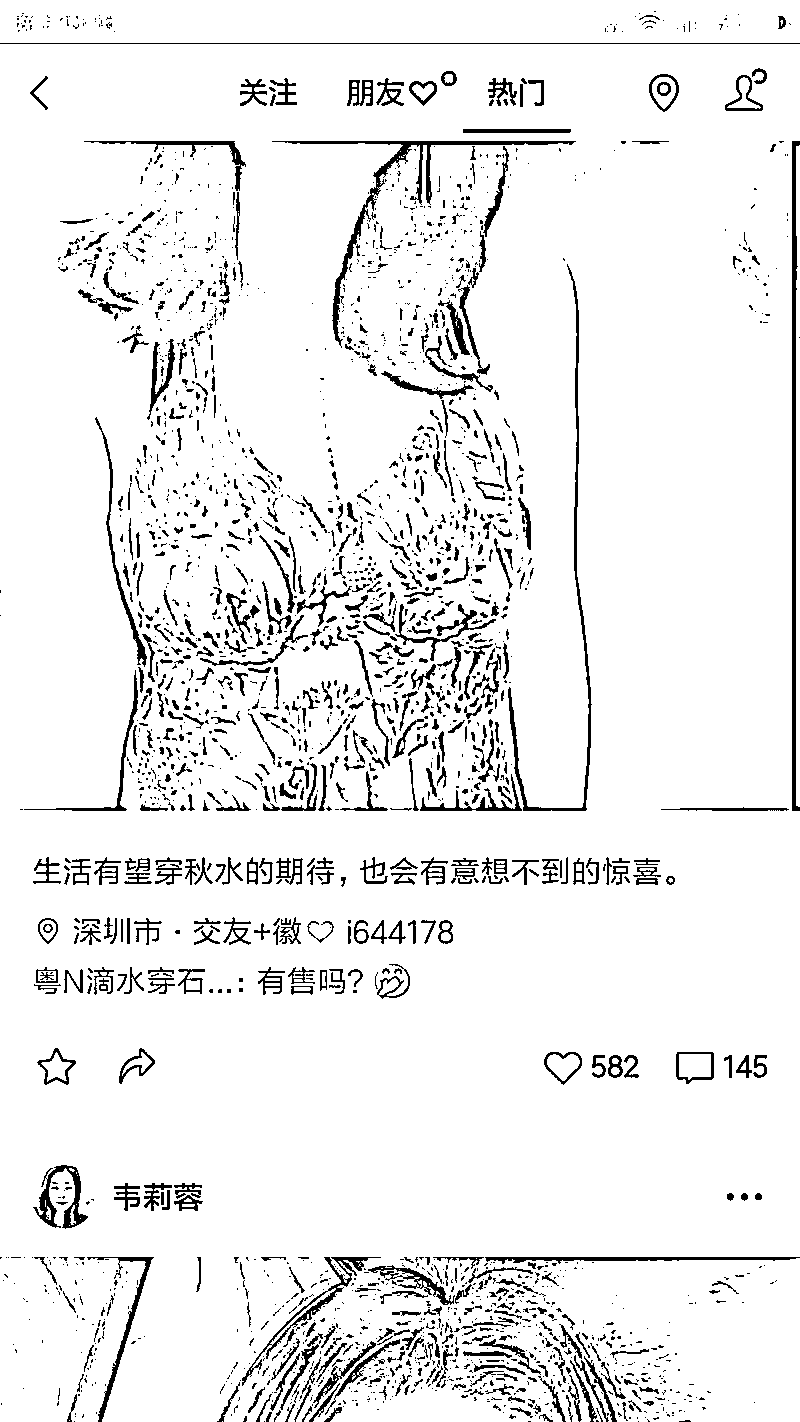 关注 朋友♡ 热门
生活有望穿秋水的期待，也会有意想不到的惊喜。
深圳市·交友+徽♡ i644178
粤N滴水穿石...: 有售吗?
582 145
韦莉蓉